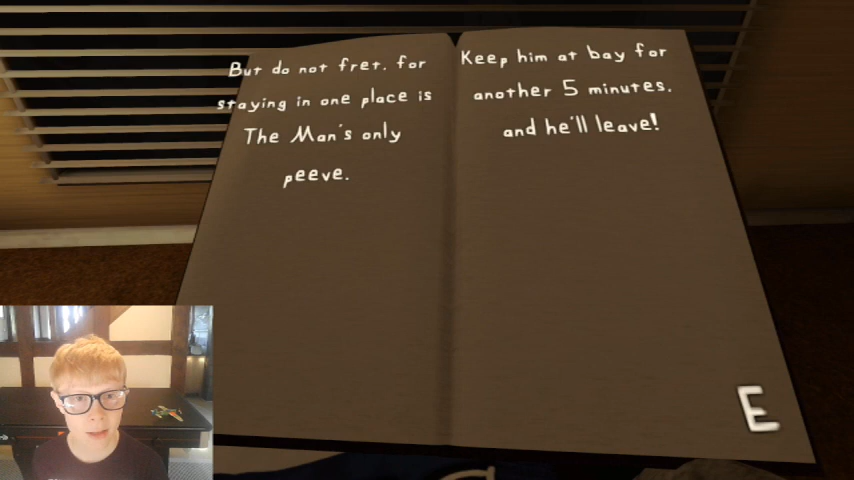 But do not fret, for
staying in one place is
The Man's only
peeve.
Keep him at bay for
another 5 minutes,
and he'll leave!
E